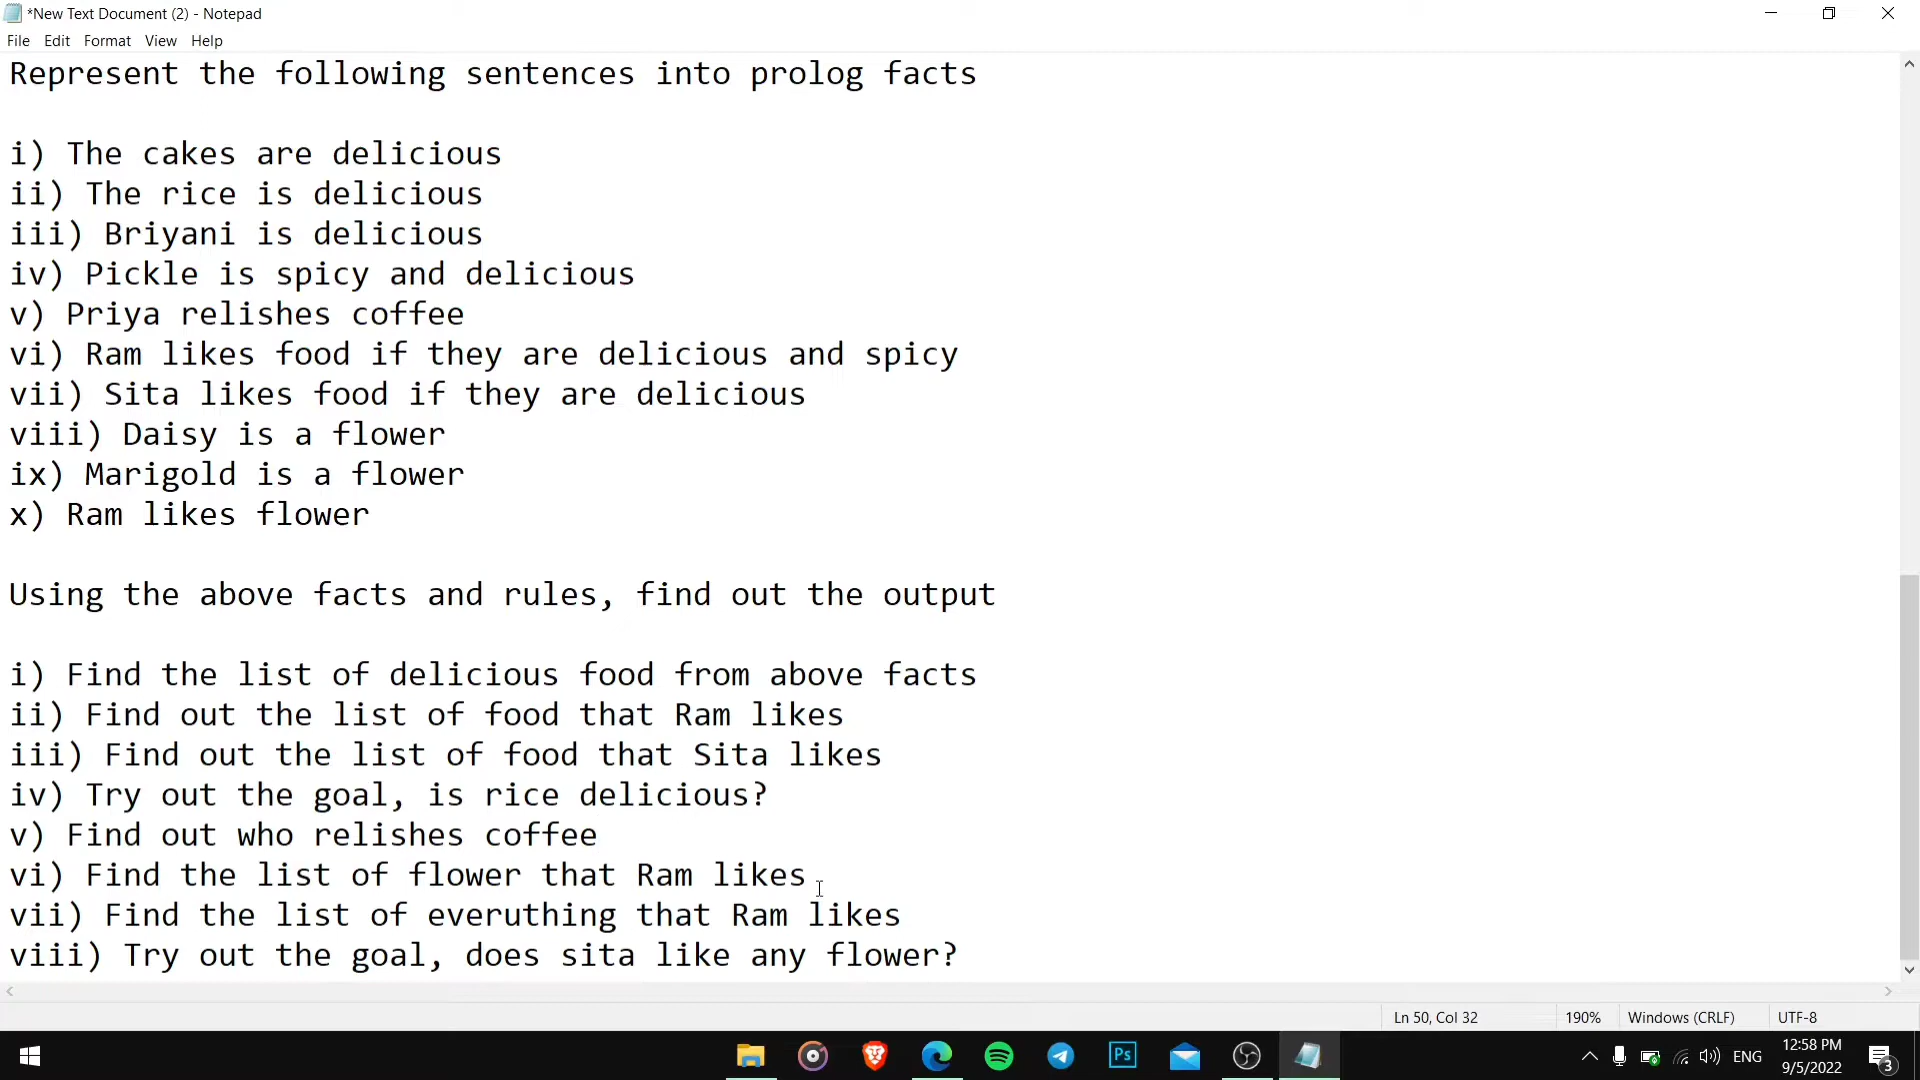 *New Text Document (2) - Notepad
File Edit Format View Help
Represent the following sentences into prolog facts
i) The cakes are delicious
ii) The rice is delicious
iii) Briyani is delicious
iv) Pickle is spicy and delicious
v) Priya relishes coffee
vi) Ram likes food if they are delicious and spicy
vii) Sita likes food if they are delicious
viii) Daisy is a flower
ix) Marigold is a flower
x) Ram likes flower
Using the above facts and rules, find out the output
i) Find the list of delicious food from above facts
ii) Find out the list of food that Ram likes
iii) Find out the list of food that Sita likes
iv) Try out the goal, is rice delicious?
v) Find out who relishes coffee
vi) Find the list of flower that Ram likes
vii) Find the list of everuthing that Ram likes
viii) Try out the goal, does sita like any flower?
Ln 50, Col 32 190% Windows (CRLF) UTF-8
Ps ENG 12:58 PM
9/5/2022 3